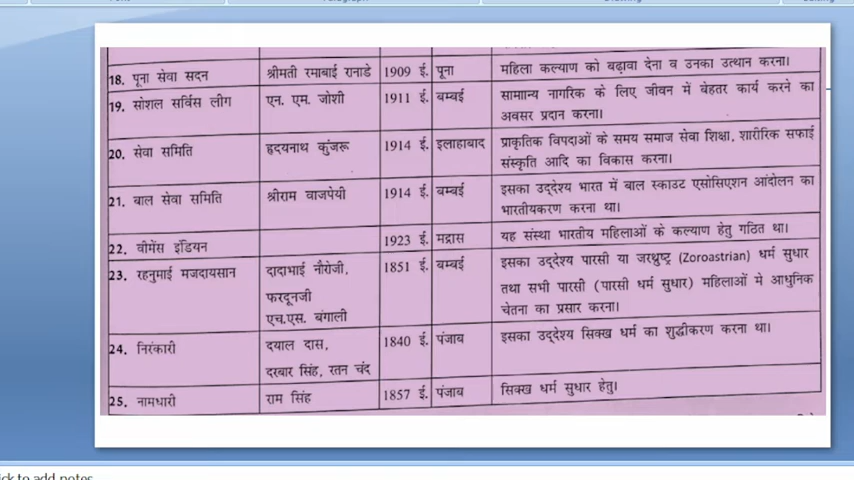 18. पूना सेवा सदन श्रीमती रमाबाई रानाडे 1909 ई. पूना महिला कल्याण को बढ़ावा देना व उनका उत्थान करना।
19. सोशल सर्विस लीग एन. एम. जोशी 1911 ई. बम्बई सामाान्य नागरिक के लिए जीवन में बेहतर कार्य करने का
अवसर प्रदान करना।
20. सेवा समिति हृदयनाथ कुंजरू 1914 ई. इलाहाबाद प्राकृतिक विपदाओं के समय समाज सेवा शिक्षा, शारीरिक सफाई
संस्कृति आदि का विकास करना।
21. बाल सेवा समिति श्रीराम वाजपेयी 1914 ई. बम्बई इसका उद्देश्य भारत में बाल स्काउट एसोसिएशन आंदोलन का
भारतीयकरण करना था।
22. वीमेंस इंडियन 1923 ई. मद्रास यह संस्था भारतीय महिलाओं के कल्याण हेतु गठित था।
23. रहनुमाई मजदायसान दादाभाई नौरोजी, 1851 ई. बम्बई इसका उद्देश्य पारसी या जरथ्रुष्ट्र (Zoroastrian) धर्म सुधार
फरदूनजी तथा सभी पारसी (पारसी धर्म सुधार) महिलाओं मे आधुनिक
एच.एस. बंगाली चेतना का प्रसार करना।
24. निरंकारी दयाल दास, 1840 ई. पंजाब इसका उद्देश्य सिक्ख धर्म का शुद्धीकरण करना था।
दरबार सिंह, रतन चंद
25. नामधारी राम सिंह 1857 ई. पंजाब सिक्ख धर्म सुधार हेतु।